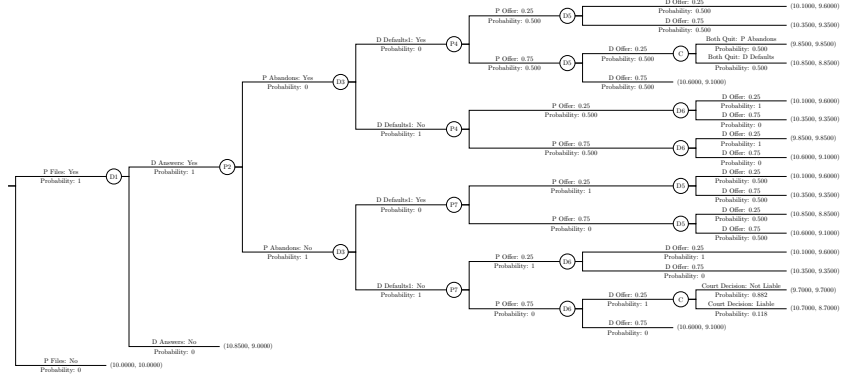 D Offer: 0.25
(10.1000, 9.6000)
P Offer: 0.25
Probability: 0.500
D5
Probability: 0.500
D Offer: 0.75
(10.3500, 9.3500)
Probability: 0.500
D Defaults1: Yes
P4
Both Quit: P Abandons
(9.8500, 9.8500)
Probability: 0
D Offer: 0.25
C
Probability: 0.500
P Offer: 0.75
D5
Probability: 0.500
Both Quit: D Defaults
(10.8500, 8.8500)
Probability: 0.500
Probability: 0.500
D Offer: 0.75
(10.6000, 9.1000)
Probability: 0.500
P Abandons: Yes
D3
Probability: 0
D Offer: 0.25
(10.1000, 9.6000)
P Offer: 0.25
D6
Probability: 1
Probability: 0.500
D Offer: 0.75
(10.3500, 9.3500)
Probability: 0
D Defaults1: No
P4
Probability: 1
D Offer: 0.25
(9.8500, 9.8500)
P Offer: 0.75
D6
Probability: 1
Probability: 0.500
D Offer: 0.75
(10.6000, 9.1000)
Probability: 0
P Files: Yes
D1
D Answers: Yes
P2
Probability: 1
Probability: 1
D Offer: 0.25
(10.1000, 9.6000)
P Offer: 0.25
D5
Probability: 0.500
Probability: 1
D Offer: 0.75
(10.3500, 9.3500)
Probability: 0.500
D Defaults1: Yes
P7
Probability: 0
D Offer: 0.25
(10.8500, 8.8500)
P Offer: 0.75
D5
Probability: 0.500
Probability: 0
D Offer: 0.75
(10.6000, 9.1000)
Probability: 0.500
P Abandons: No
D3
Probability: 1
D Offer: 0.25
(10.1000, 9.6000)
P Offer: 0.25
D6
Probability: 1
Probability: 1
D Offer: 0.75
(10.3500, 9.3500)
Probability: 0
D Defaults1: No
P7
Probability: 1
Court Decision: Not Liable
(9.7000, 9.7000)
D Offer: 0.25
C
Probability: 0.882
P Offer: 0.75
D6
Probability: 1
Court Decision: Liable
(10.7000, 8.7000)
Probability: 0
Probability: 0.118
D Offer: 0.75
(10.6000, 9.1000)
Probability: 0
D Answers: No
(10.8500, 9.0000)
Probability: 0
P Files: No
(10.0000, 10.0000)
Probability: 0